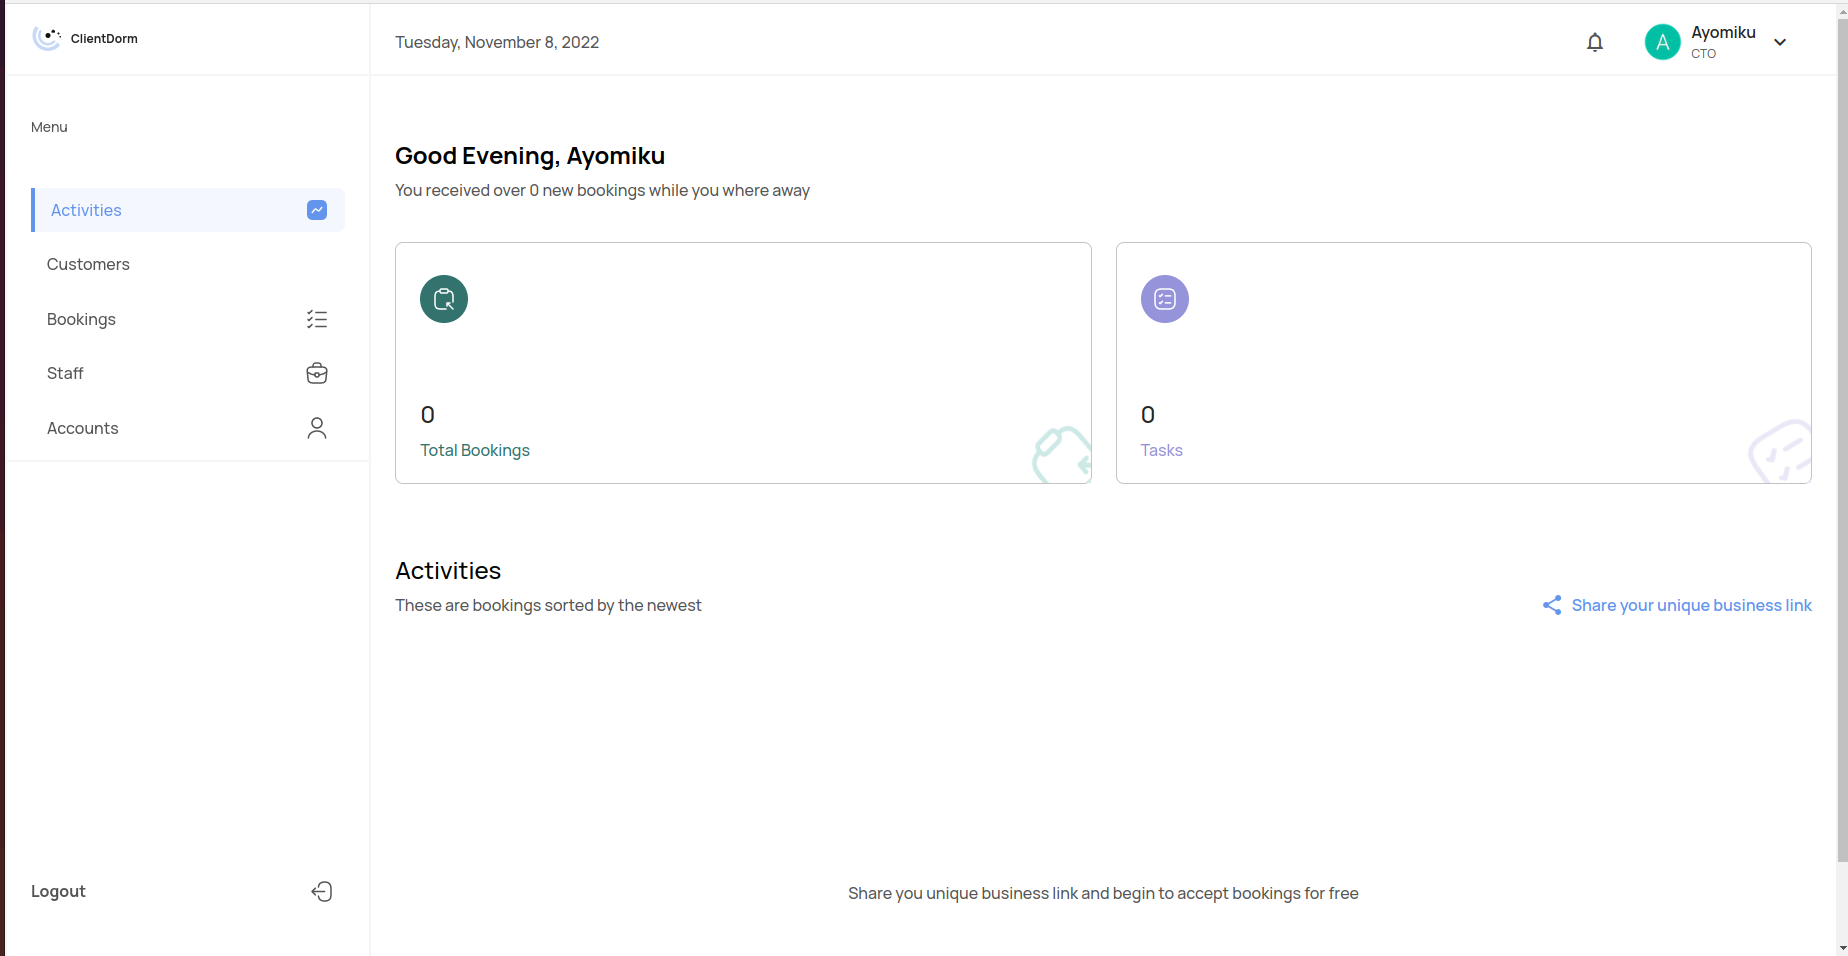 ClientDorm
Tuesday, November 8, 2022
A
Ayomiku
CTO
Menu
Activities
Customers
Bookings
Staff
Accounts
Logout
Good Evening, Ayomiku
You received over 0 new bookings while you where away
0
Total Bookings
0
Tasks
Activities
These are bookings sorted by the newest
Share your unique business link
Share you unique business link and begin to accept bookings for free